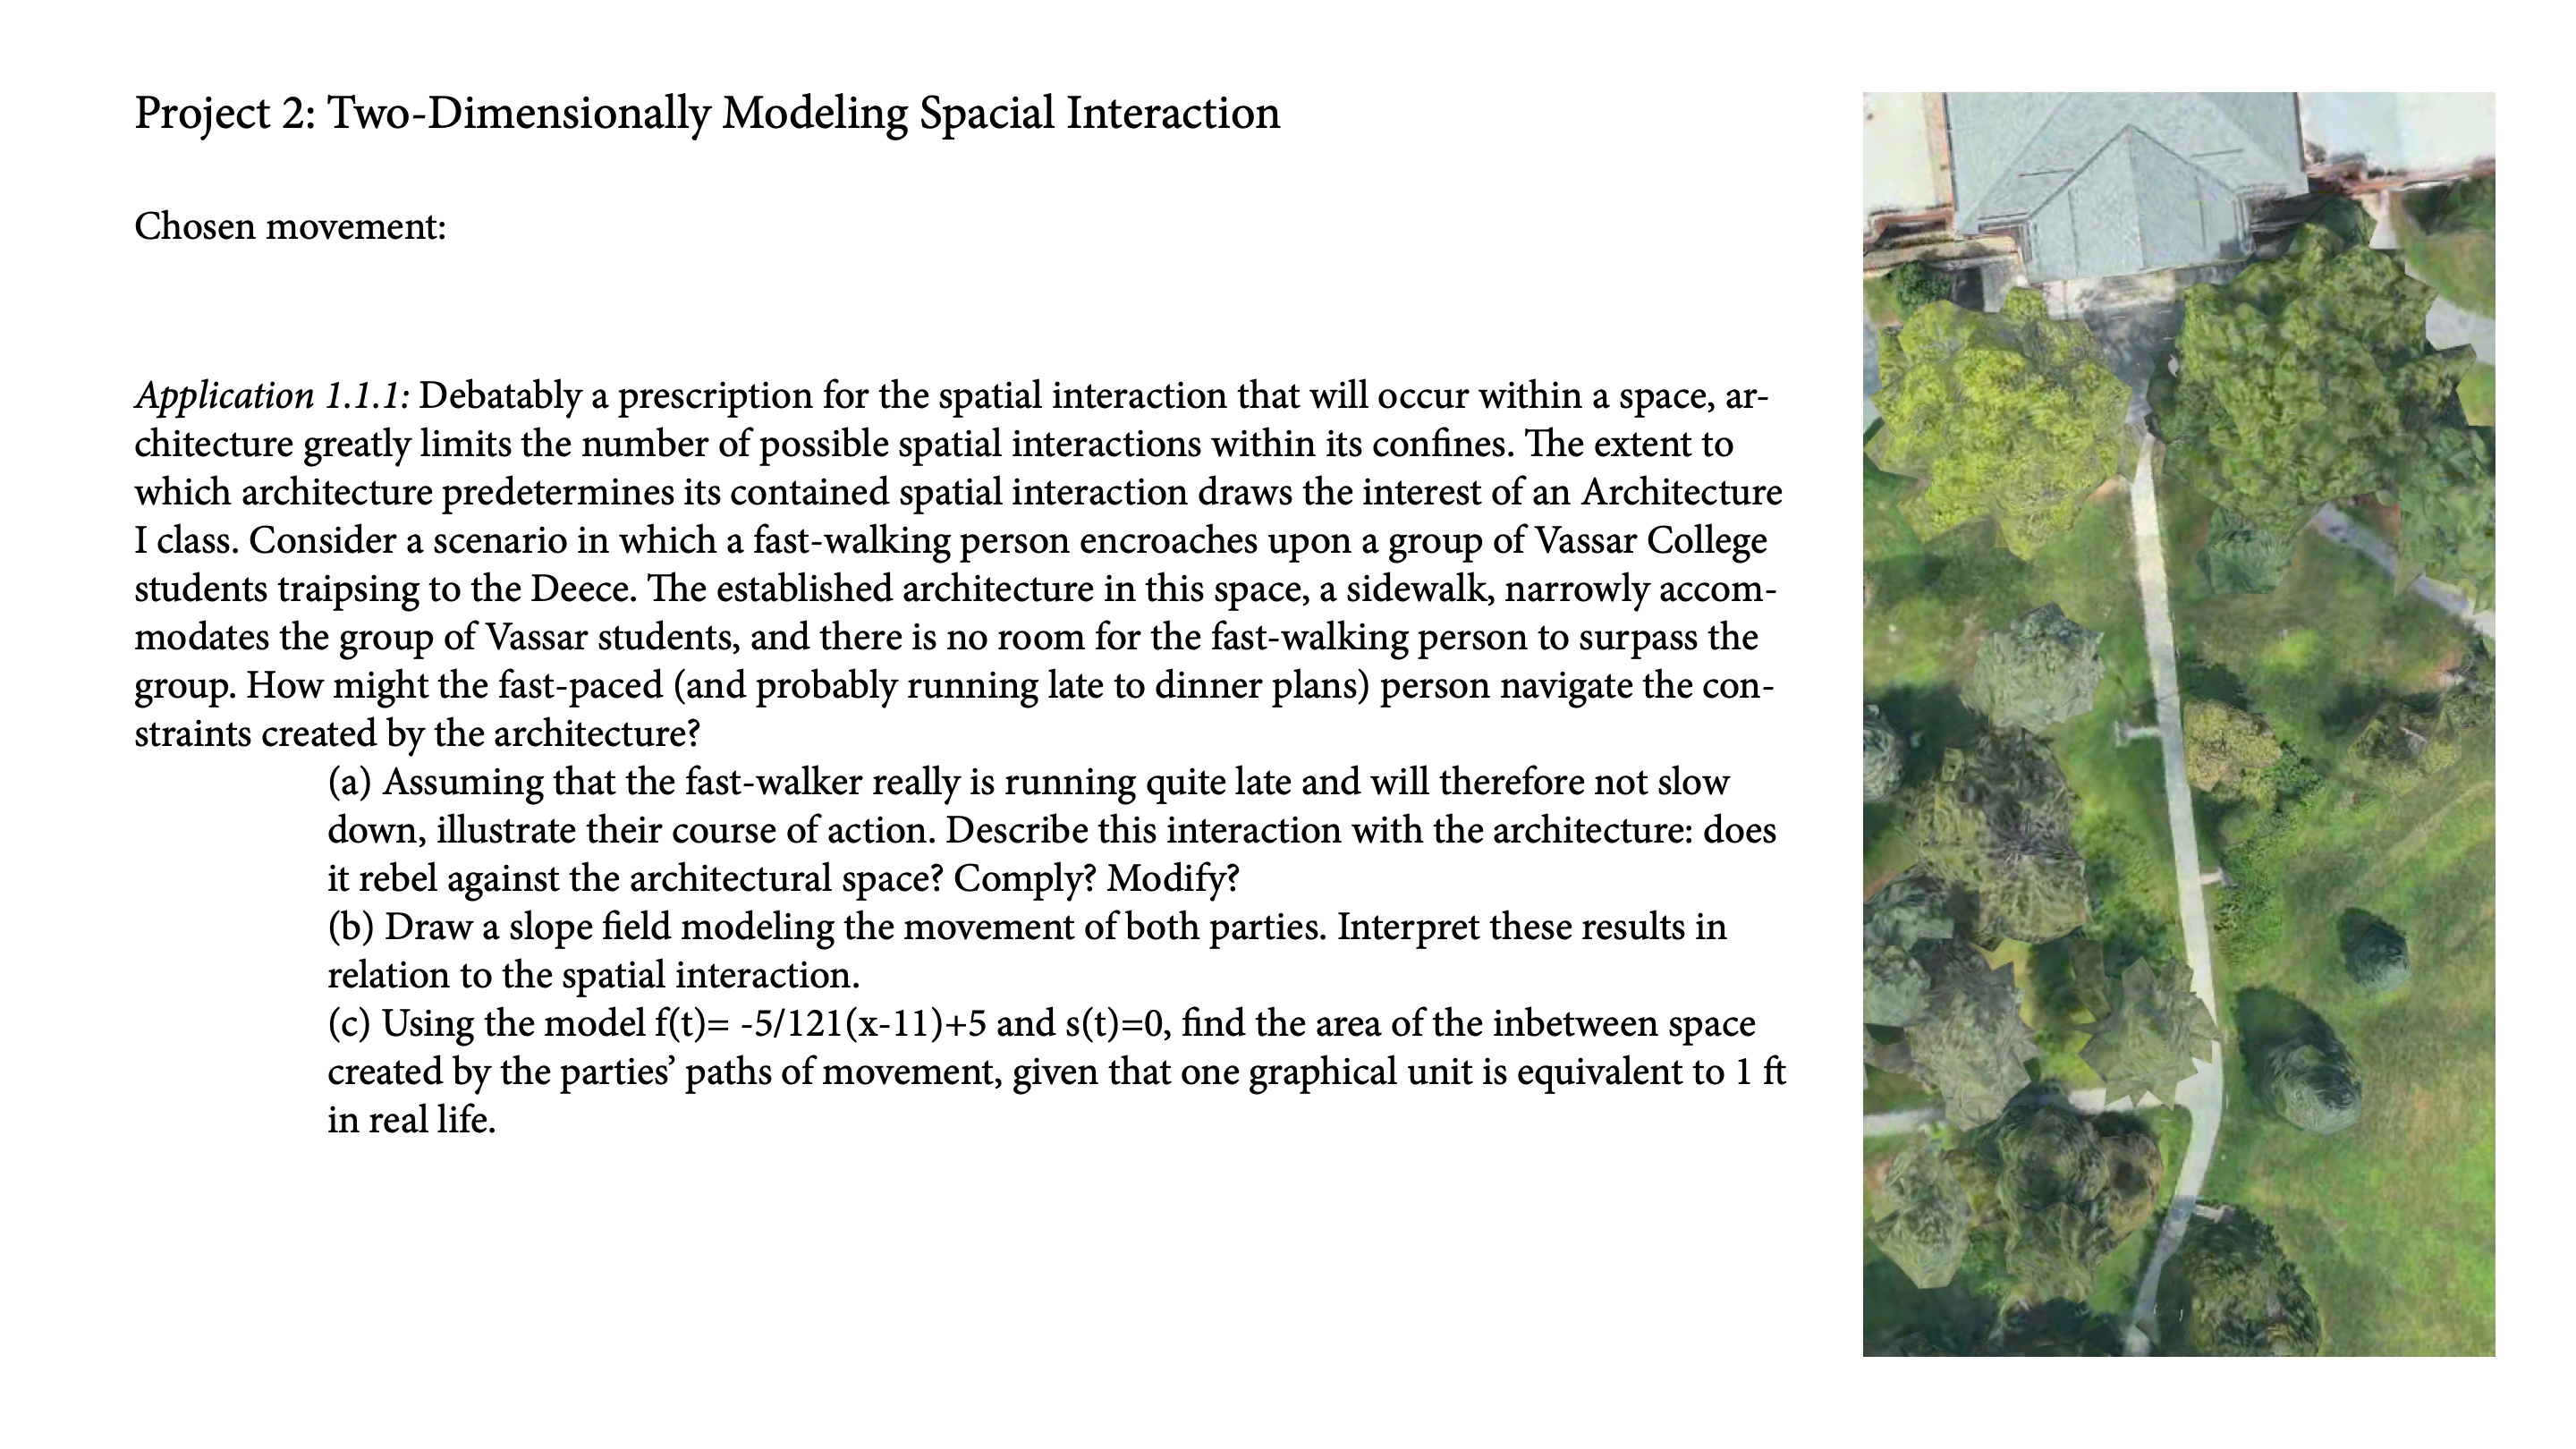 Project 2: Two-Dimensionally Modeling Spacial Interaction
Chosen movement:
Application 1.1.1: Debatably a prescription for the spatial interaction that will occur within a space, ar-
chitecture greatly limits the number of possible spatial interactions within its confines. The extent to
which architecture predetermines its contained spatial interaction draws the interest of an Architecture
I class. Consider a scenario in which a fast-walking person encroaches upon a group of Vassar College
students traipsing to the Deece. The established architecture in this space, a sidewalk, narrowly accom-
modates the group of Vassar students, and there is no room for the fast-walking person to surpass the
group. How might the fast-paced (and probably running late to dinner plans) person navigate the con-
straints created by the architecture?
(a) Assuming that the fast-walker really is running quite late and will therefore not slow
down, illustrate their course of action. Describe this interaction with the architecture: does
it rebel against the architectural space? Comply? Modify?
(b) Draw a slope field modeling the movement of both parties. Interpret these results in
relation to the spatial interaction.
(c) Using the model f(t)= -5/121(x-11)+5 and s(t)=0, find the area of the inbetween space
created by the parties’ paths of movement, given that one graphical unit is equivalent to 1 ft
in real life.